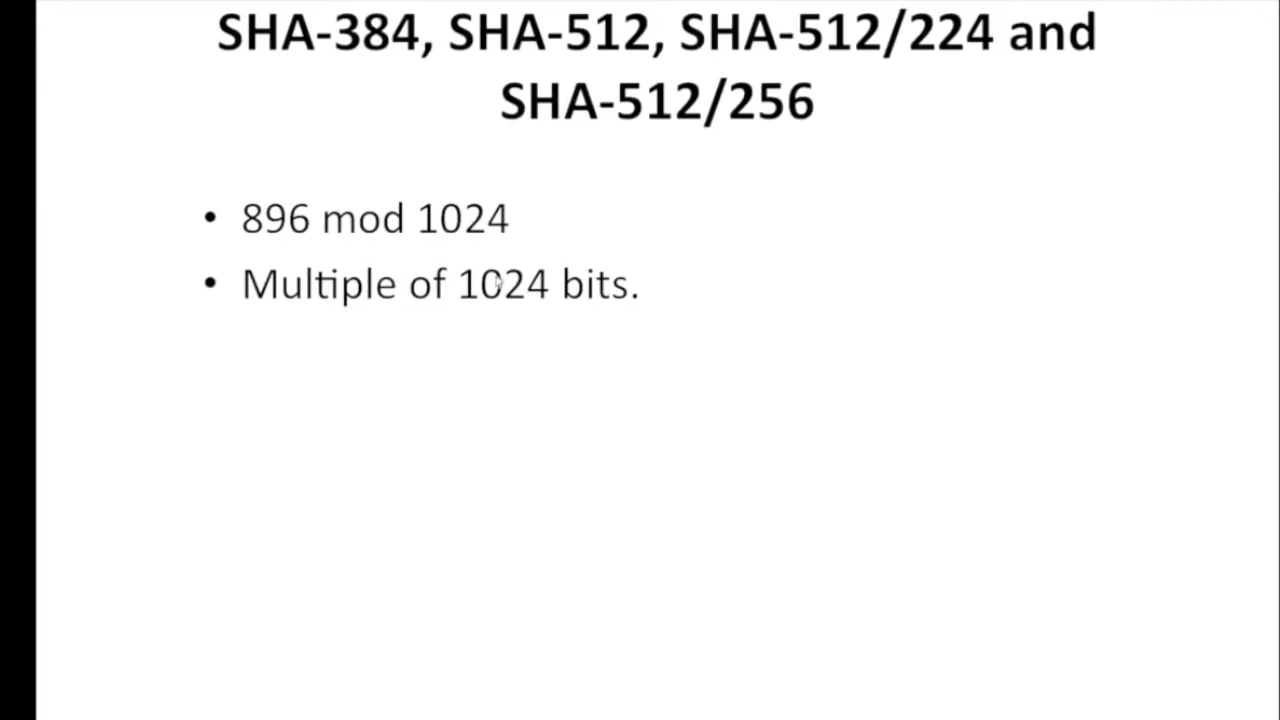 SHA-384, SHA-512, SHA-512/224 and
SHA-512/256
• 896 mod 1024
• Multiple of 1024 bits.